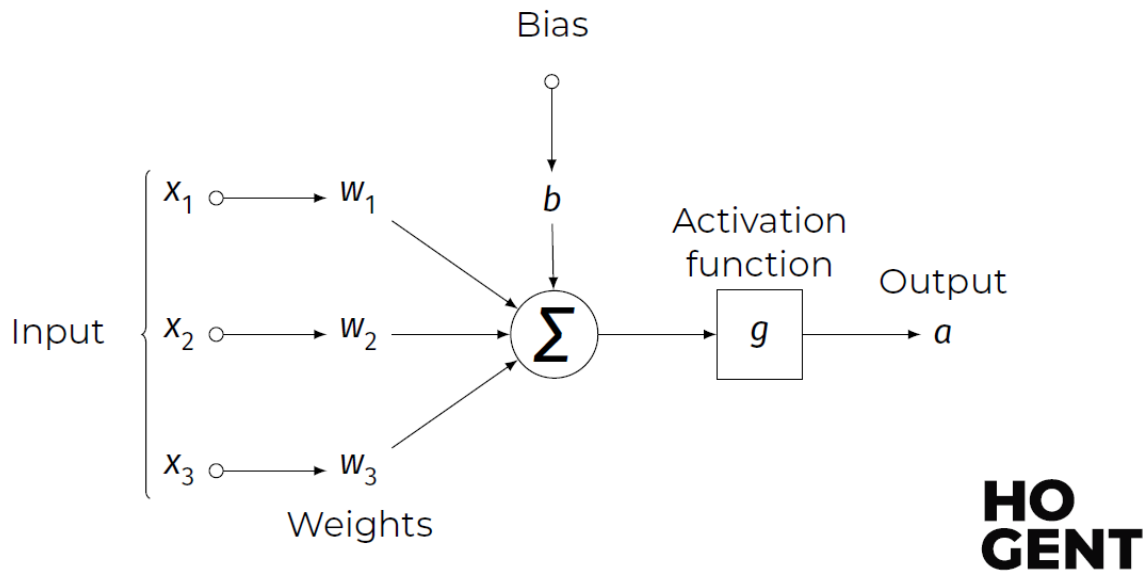 Bias
b
x1
w1
Activation
function
Output
Input
x2
w2
Σ
g
a
x3
w3
Weights
HO
GENT